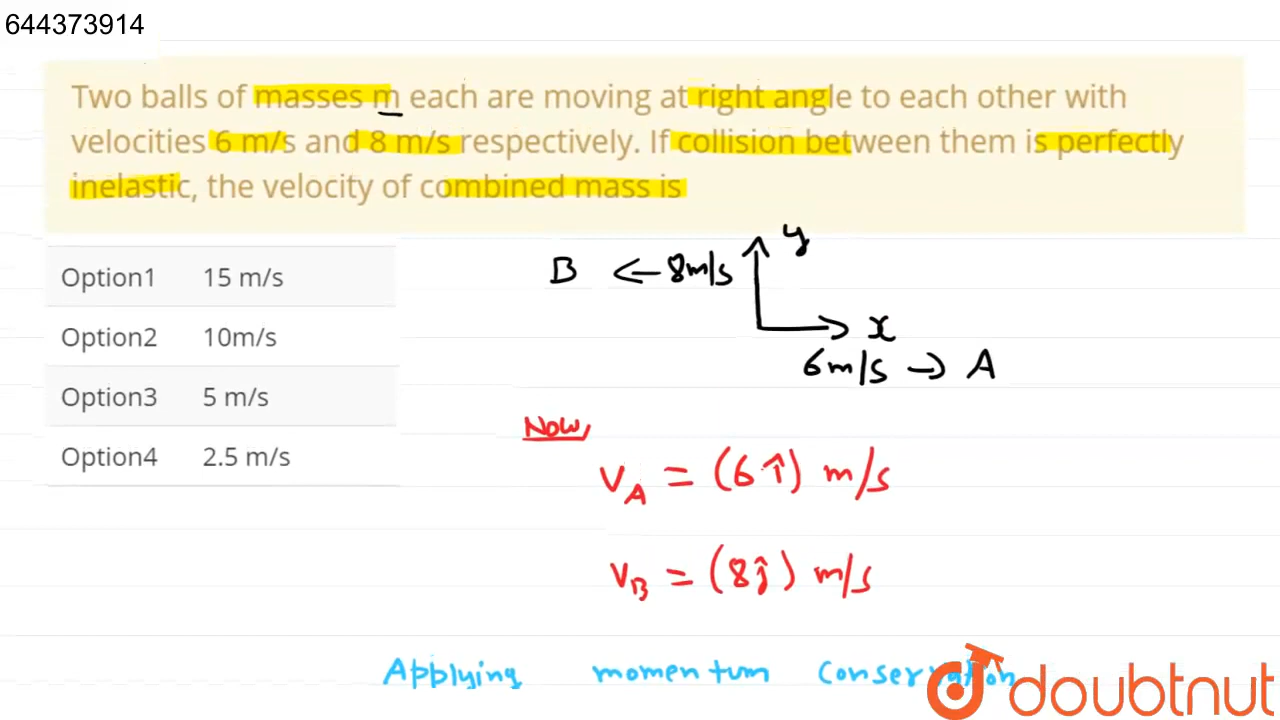 644373914
Two balls of masses m each are moving at right angle to each other with
velocities 6 m/s and 8 m/s respectively. If collision between them is perfectly
inelastic, the velocity of combined mass is
Option1 15 m/s
Option2 10m/s
Option3 5 m/s
Option4 2.5 m/s
y
B ← 8m/s
x
6m/s → A
Now,
V_A = (6î) m/s
V_B = (8ĵ) m/s
Applying momentum conservation
doubtnut